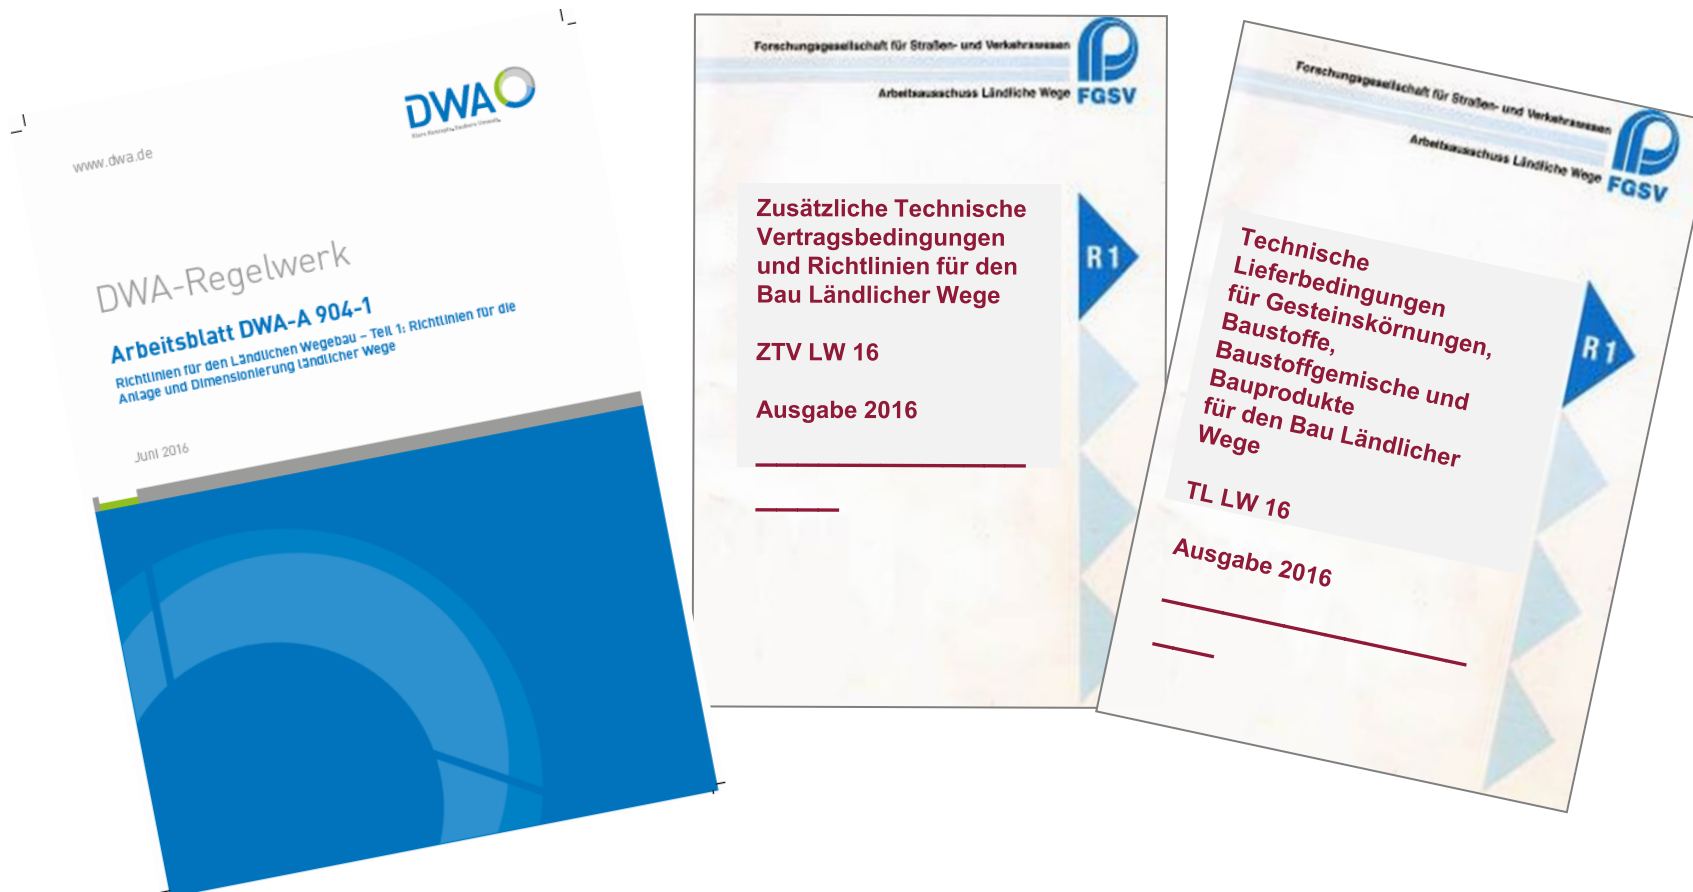 DWA
Klare Konzepte. Saubere Umwelt.
www.dwa.de
DWA-Regelwerk
Arbeitsblatt DWA-A 904-1
Richtlinien für den Ländlichen Wegebau – Teil 1: Richtlinien für die
Anlage und Dimensionierung ländlicher Wege
Juni 2016
Forschungsgesellschaft für Straßen- und Verkehrswesen
Arbeitsausschuss Ländliche Wege
FGSV
Zusätzliche Technische
Vertragsbedingungen
und Richtlinien für den
Bau Ländlicher Wege
ZTV LW 16
Ausgabe 2016
R 1
Forschungsgesellschaft für Straßen- und Verkehrswesen
Arbeitsausschuss Ländliche Wege
FGSV
Technische
Lieferbedingungen
für Gesteinskörnungen,
Baustoffe,
Baustoffgemische und
Bauprodukte
für den Bau Ländlicher
Wege
TL LW 16
Ausgabe 2016
R 1